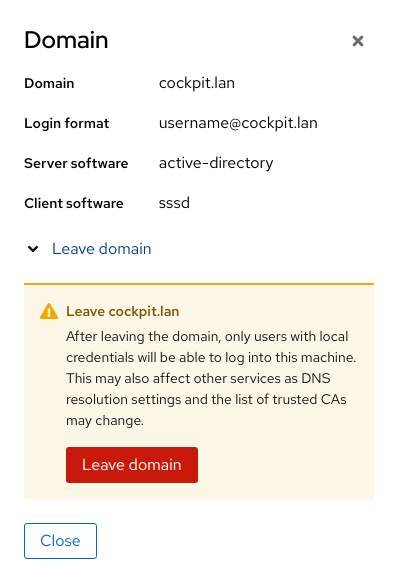 Domain
Domain cockpit.lan
Login format username@cockpit.lan
Server software active-directory
Client software sssd
Leave domain
Leave cockpit.lan
After leaving the domain, only users with local
credentials will be able to log into this machine.
This may also affect other services as DNS
resolution settings and the list of trusted CAs
may change.
Leave domain
Close